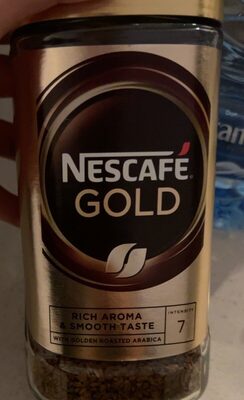 NESCAFÉ
GOLD
RICH AROMA
& SMOOTH TASTE
WITH GOLDEN ROASTED ARABICA
INTENSITY
7